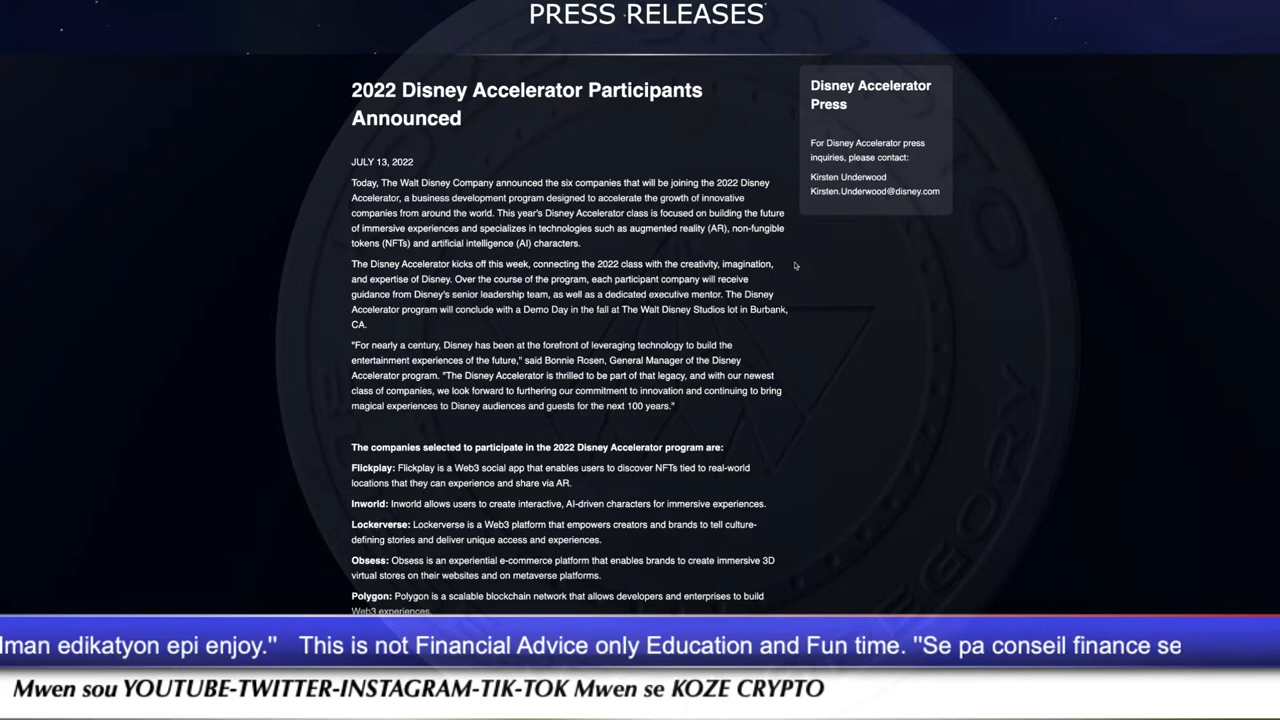 PRESS RELEASES
2022 Disney Accelerator Participants
Announced
JULY 13, 2022
Today, The Walt Disney Company announced the six companies that will be joining the 2022 Disney
Accelerator, a business development program designed to accelerate the growth of innovative
companies from around the world. This year's Disney Accelerator class is focused on building the future
of immersive experiences and specializes in technologies such as augmented reality (AR), non-fungible
tokens (NFTs) and artificial intelligence (AI) characters.
The Disney Accelerator kicks off this week, connecting the 2022 class with the creativity, imagination,
and expertise of Disney. Over the course of the program, each participant company will receive
guidance from Disney's senior leadership team, as well as a dedicated executive mentor. The Disney
Accelerator program will conclude with a Demo Day in the fall at The Walt Disney Studios lot in Burbank,
CA.
"For nearly a century, Disney has been at the forefront of leveraging technology to build the
entertainment experiences of the future," said Bonnie Rosen, General Manager of the Disney
Accelerator program. "The Disney Accelerator is thrilled to be part of that legacy, and with our newest
class of companies, we look forward to furthering our commitment to innovation and continuing to bring
magical experiences to Disney audiences and guests for the next 100 years."
The companies selected to participate in the 2022 Disney Accelerator program are:
Flickplay: Flickplay is a Web3 social app that enables users to discover NFTs tied to real-world
locations that they can experience and share via AR.
Inworld: Inworld allows users to create interactive, AI-driven characters for immersive experiences.
Lockerverse: Lockerverse is a Web3 platform that empowers creators and brands to tell culture-
defining stories and deliver unique access and experiences.
Obsess: Obsess is an experiential e-commerce platform that enables brands to create immersive 3D
virtual stores on their websites and on metaverse platforms.
Polygon: Polygon is a scalable blockchain network that allows developers and enterprises to build
Web3 experiences.
Disney Accelerator
Press
For Disney Accelerator press
inquiries, please contact:
Kirsten Underwood
Kirsten.Underwood@disney.com
lman edikatyon epi enjoy." This is not Financial Advice only Education and Fun time. "Se pa conseil finance se
Mwen sou YOUTUBE-TWITTER-INSTAGRAM-TIK-TOK Mwen se KOZE CRYPTO